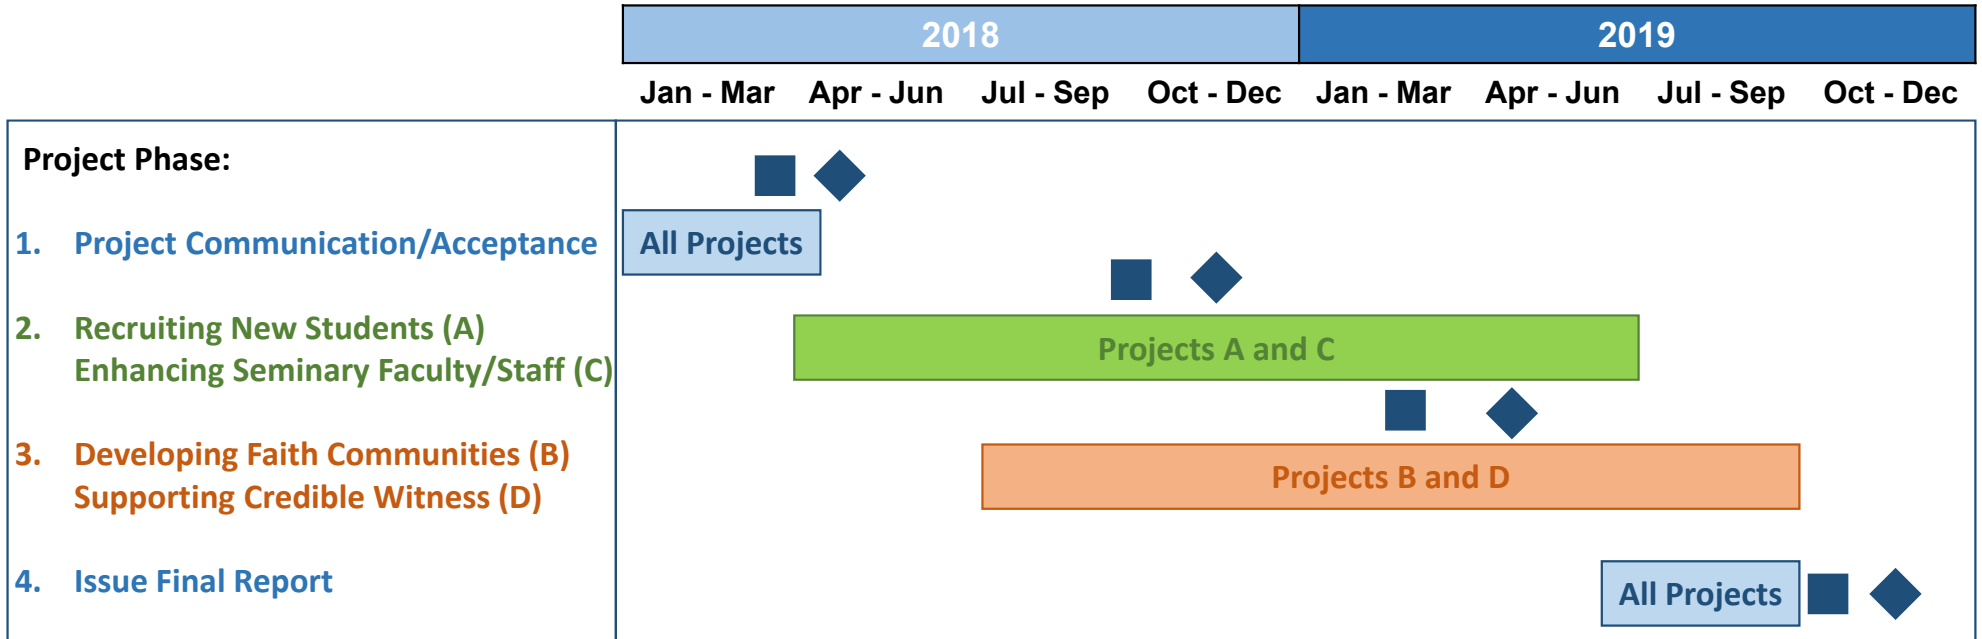 2018 2019
Jan - Mar Apr - Jun Jul - Sep Oct - Dec Jan - Mar Apr - Jun Jul - Sep Oct - Dec
Project Phase:
1. Project Communication/Acceptance
All Projects
2. Recruiting New Students (A)
Enhancing Seminary Faculty/Staff (C)
Projects A and C
3. Developing Faith Communities (B)
Supporting Credible Witness (D)
Projects B and D
4. Issue Final Report
All Projects